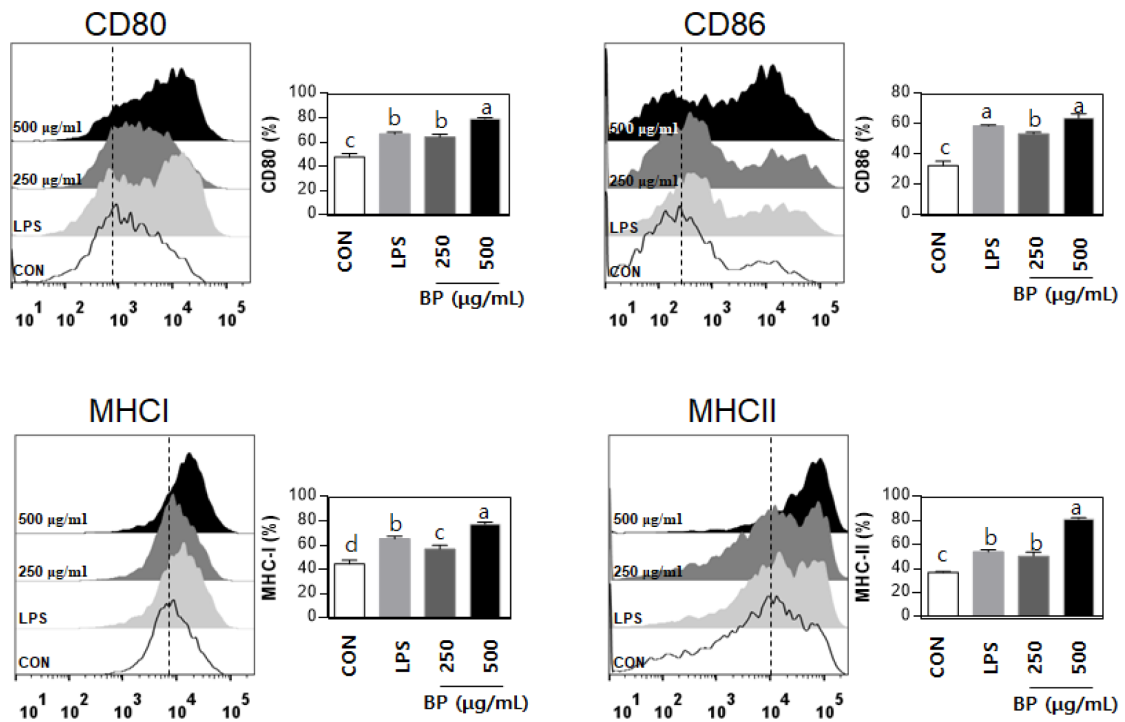 CD80
500 µg/ml
250 µg/ml
LPS
CON
10¹ 10² 10³ 10⁴ 10⁵
CD80 (%)
100
80
60
40
20
0
c b b a
CON LPS 250 500
BP (µg/mL)
CD86
500 µg/ml
250 µg/ml
LPS
CON
10¹ 10² 10³ 10⁴ 10⁵
CD86 (%)
80
60
40
20
0
c a b a
CON LPS 250 500
BP (µg/mL)
MHCI
500 µg/ml
250 µg/ml
LPS
CON
10¹ 10² 10³ 10⁴ 10⁵
MHC-I (%)
100
80
60
40
20
0
d b c a
CON LPS 250 500
BP (µg/mL)
MHCII
500 µg/ml
250 µg/ml
LPS
CON
10¹ 10² 10³ 10⁴ 10⁵
MHC-II (%)
100
80
60
40
20
0
c b b a
CON LPS 250 500
BP (µg/mL)